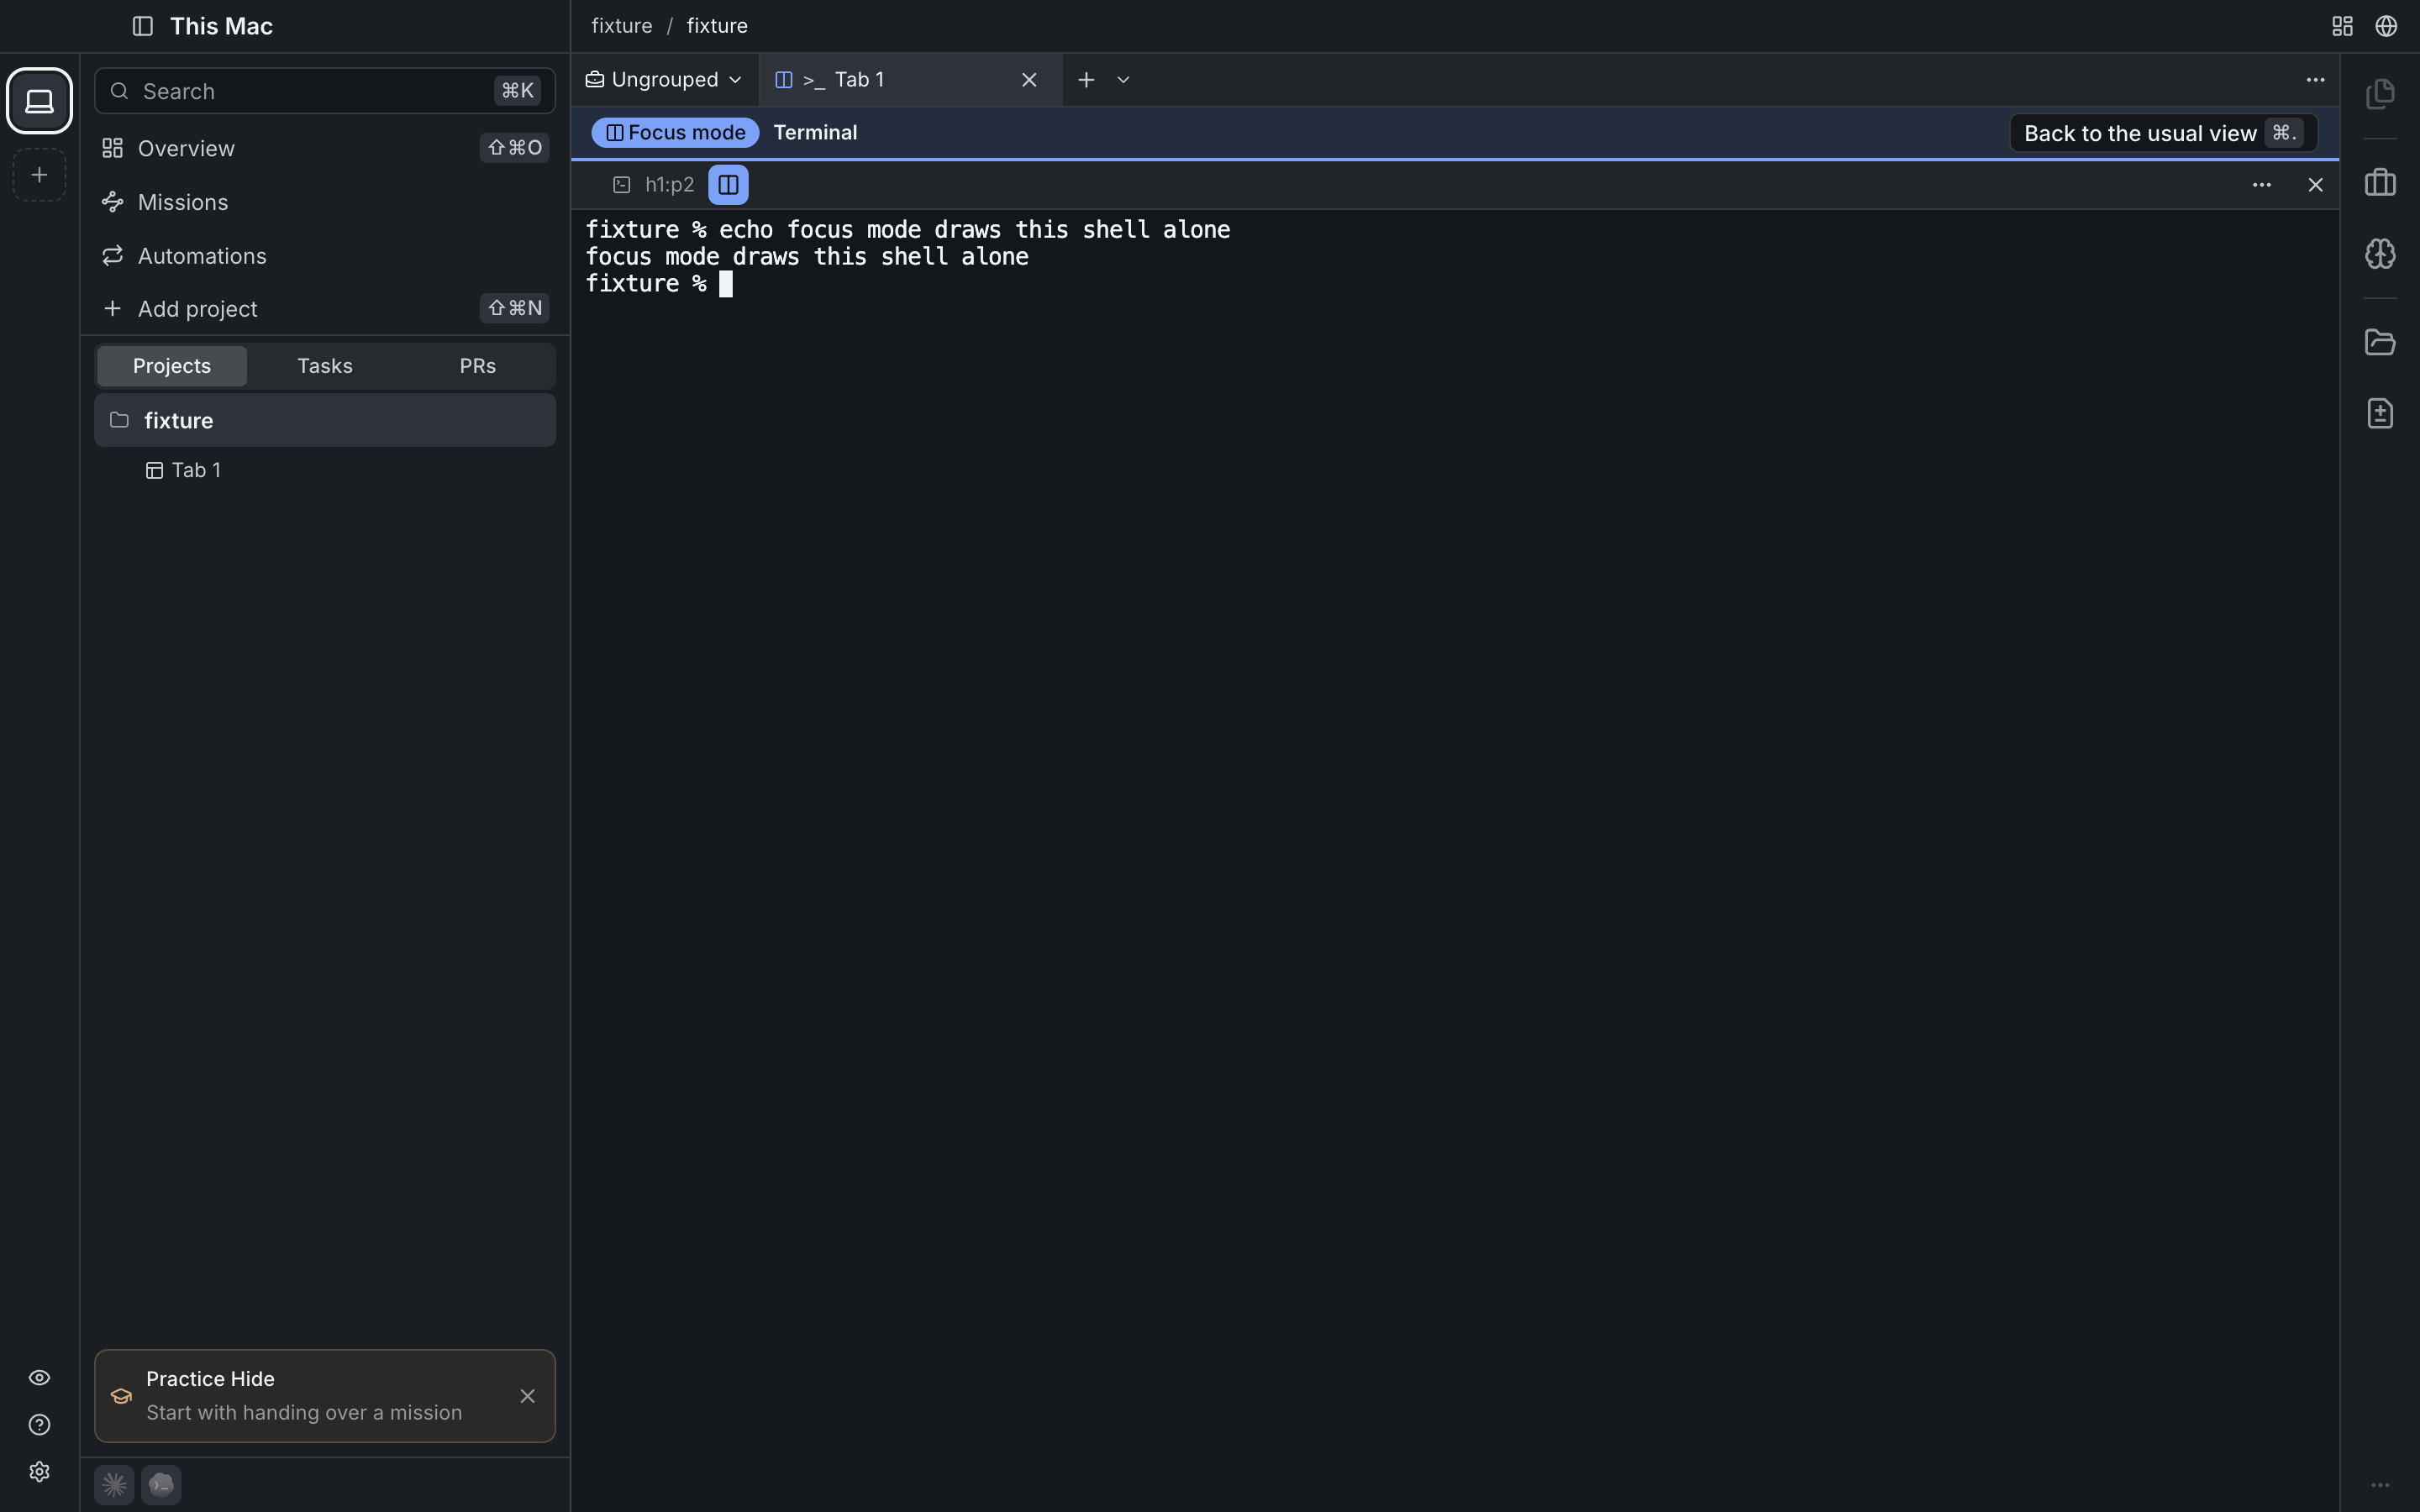 This Mac
fixture / fixture
Search ⌘K
Overview ⇧⌘O
Missions
Automations
Add project ⇧⌘N
Projects Tasks PRs
fixture
Tab 1
Practice Hide
Start with handing over a mission
Ungrouped
>_ Tab 1
Focus mode Terminal
Back to the usual view ⌘.
h1:p2
fixture % echo focus mode draws this shell alone
focus mode draws this shell alone
fixture %